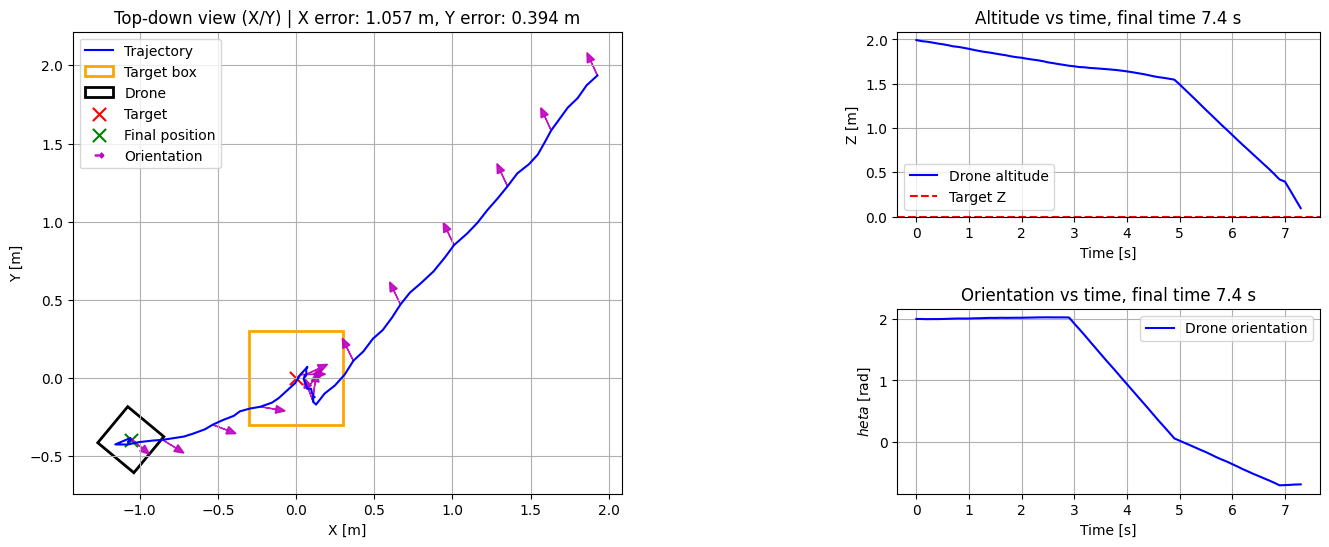 Top-down view (X/Y) | X error: 1.057 m, Y error: 0.394 m
Trajectory
Target box
Drone
Target
Final position
Orientation
Y [m]
2.0
1.5
1.0
0.5
0.0
−0.5
−1.0
−0.5
0.0
0.5
1.0
1.5
2.0
X [m]
Altitude vs time, final time 7.4 s
Z [m]
2.0
1.5
1.0
0.5
0.0
Drone altitude
Target Z
0
1
2
3
4
5
6
7
Time [s]
Orientation vs time, final time 7.4 s
heta [rad]
2
1
0
Drone orientation
0
1
2
3
4
5
6
7
Time [s]